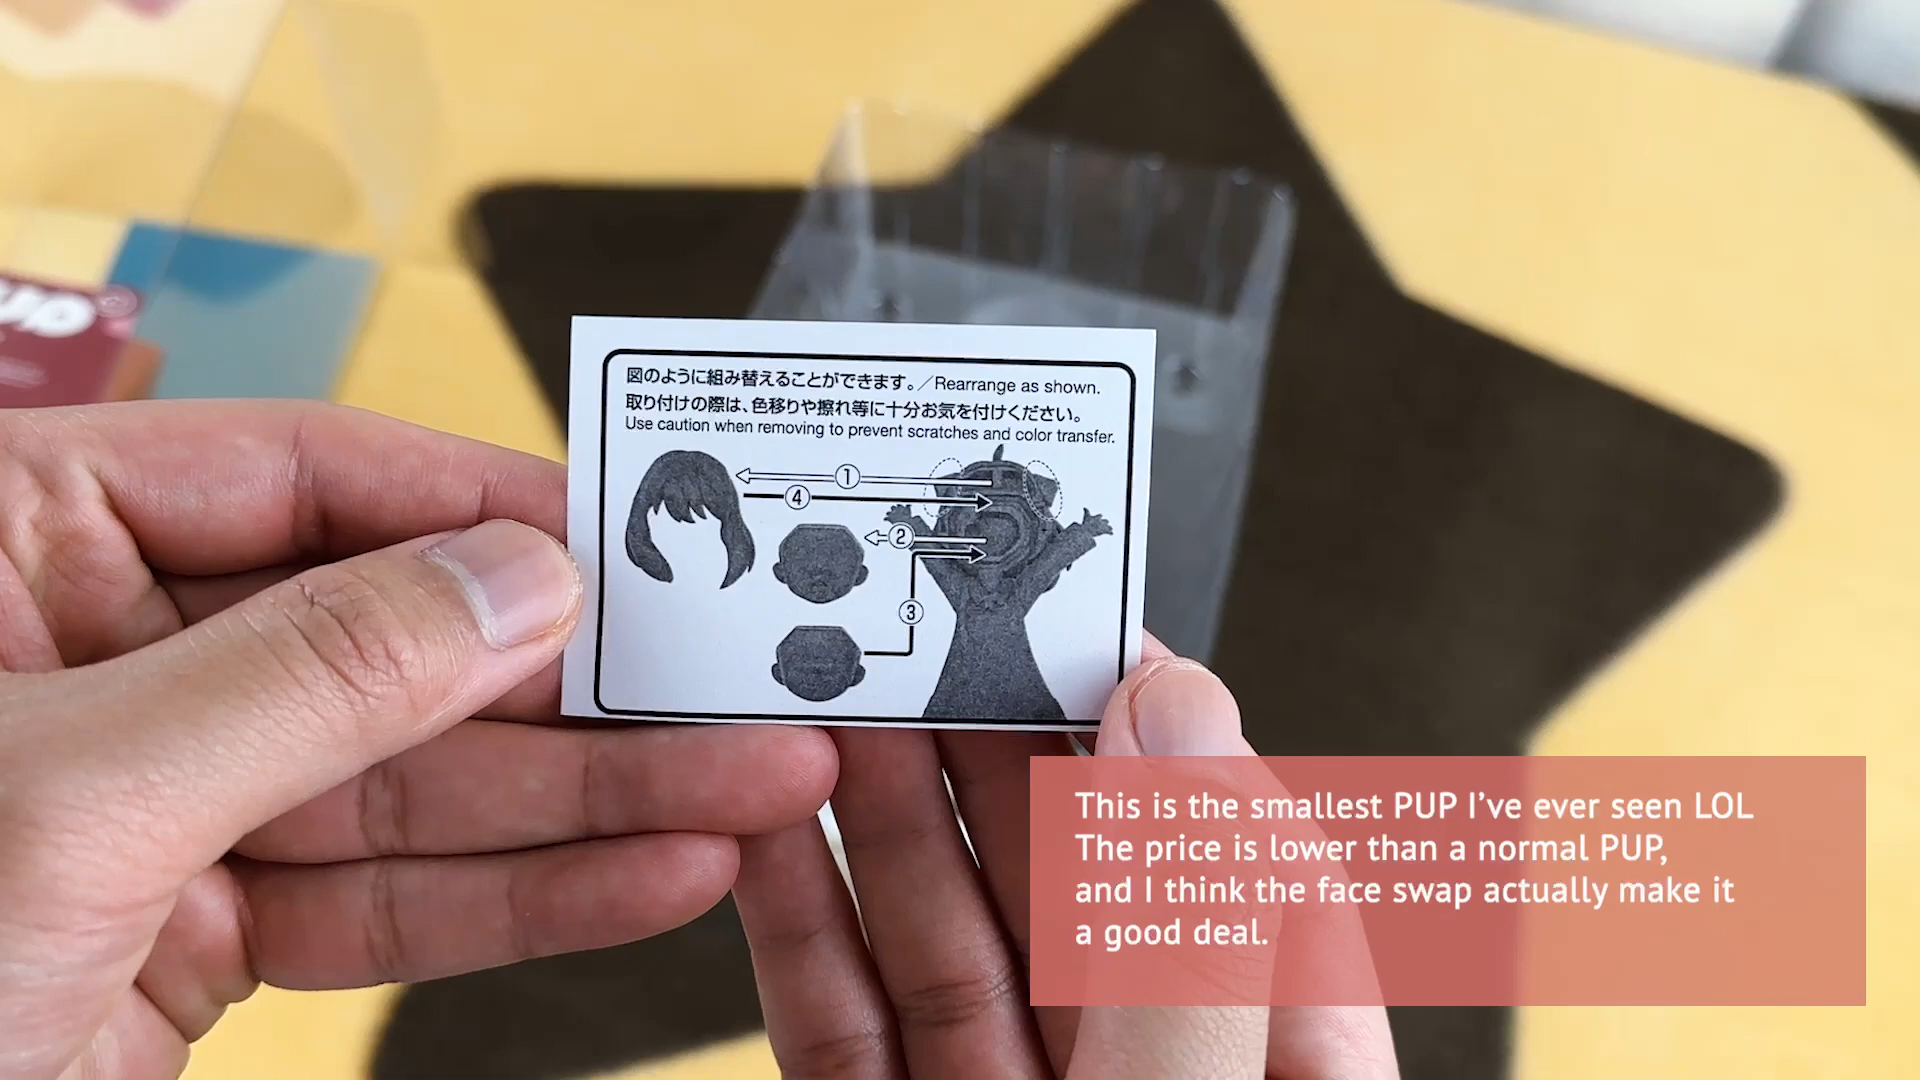 図のように組み替えることができます。／Rearrange as shown.
取り付けの際は、色移りや擦れ等に十分お気を付けください。
Use caution when removing to prevent scratches and color transfer.
①
④
②
③
This is the smallest PUP I’ve ever seen LOL
The price is lower than a normal PUP,
and I think the face swap actually make it
a good deal.